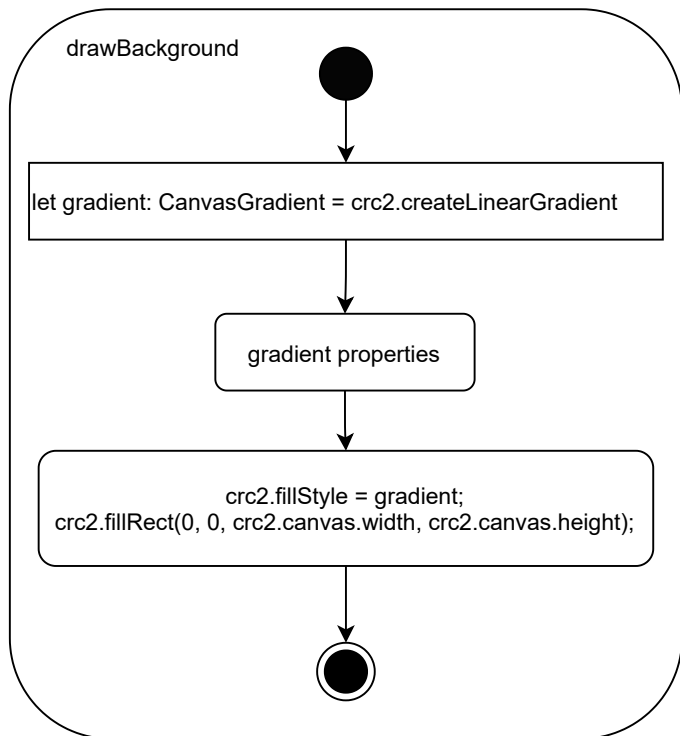 drawBackground
let gradient: CanvasGradient = crc2.createLinearGradient
gradient properties
crc2.fillStyle = gradient;
crc2.fillRect(0, 0, crc2.canvas.width, crc2.canvas.height);